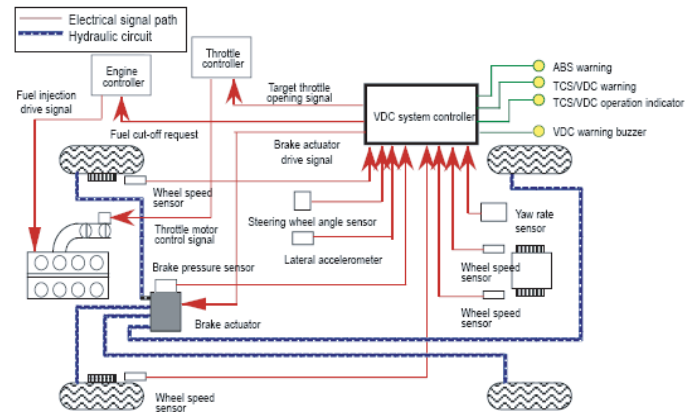 Electrical signal path
Hydraulic circuit
Engine
controller
Throttle
controller
Fuel injection
drive signal
Target throttle
opening signal
VDC system controller
ABS warning
TCS/VDC warning
TCS/VDC operation indicator
VDC warning buzzer
Fuel cut-off request
Brake actuator
drive signal
Wheel speed
sensor
Steering wheel angle sensor
Yaw rate
sensor
Throttle motor
control signal
Lateral accelerometer
Wheel speed
sensor
Brake pressure sensor
Wheel speed
sensor
Brake actuator
Wheel speed
sensor